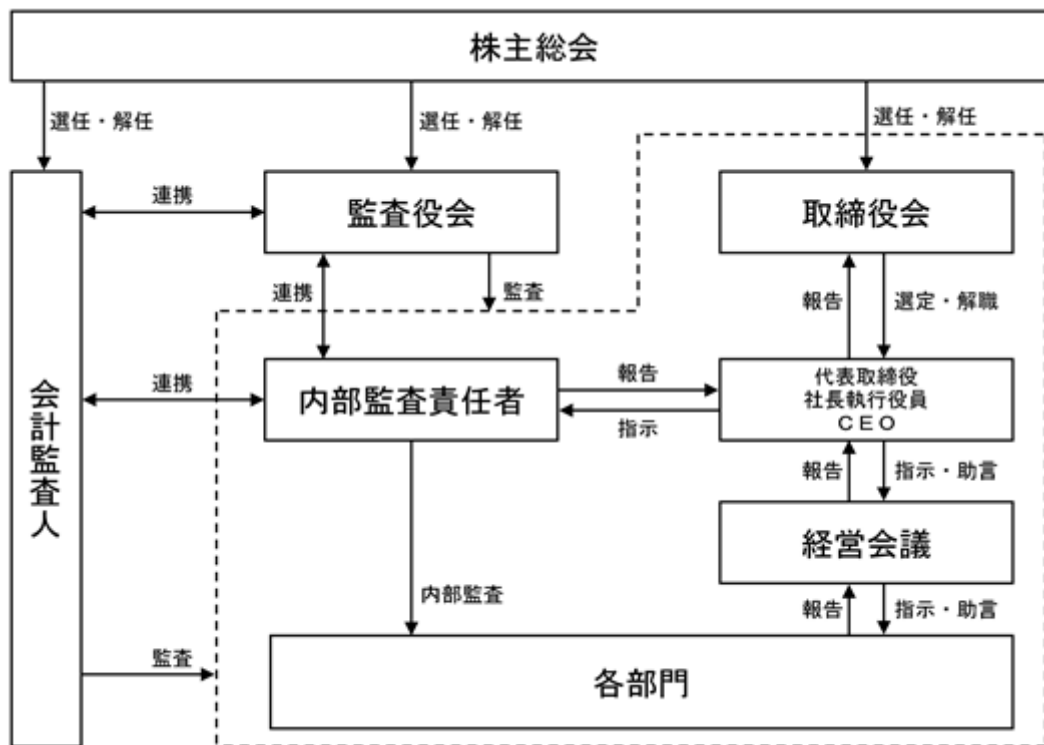 株主総会
選任・解任
選任・解任
選任・解任
連携
監査役会
取締役会
連携
監査
報告
選定・解職
会計監査人
連携
内部監査責任者
報告
指示
代表取締役
社長執行役員
CEO
報告
指示・助言
経営会議
内部監査
報告
指示・助言
監査
各部門